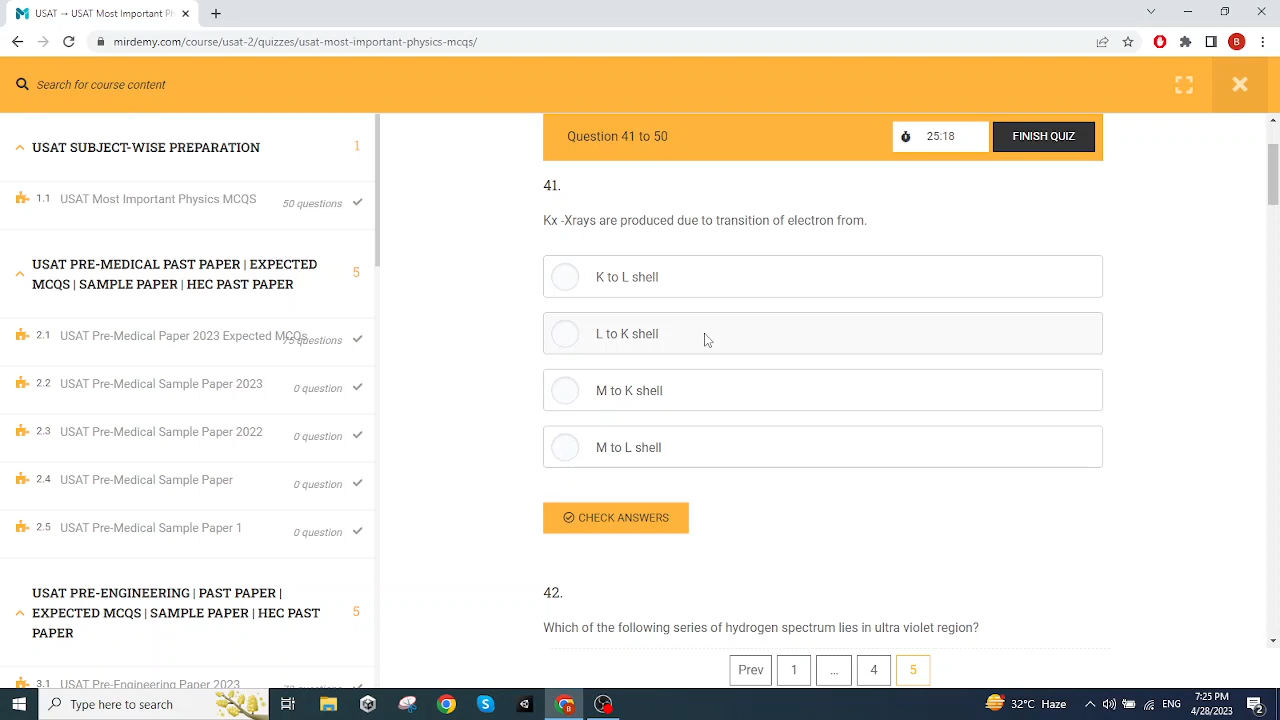 USAT → USAT Most Important Ph
mirdemy.com/course/usat-2/quizzes/usat-most-important-physics-mcqs/
B
Search for course content
USAT SUBJECT-WISE PREPARATION 1
1.1 USAT Most Important Physics MCQS 50 questions
USAT PRE-MEDICAL PAST PAPER | EXPECTED
MCQS | SAMPLE PAPER | HEC PAST PAPER 5
2.1 USAT Pre-Medical Paper 2023 Expected MCQs 75 questions
2.2 USAT Pre-Medical Sample Paper 2023 0 question
2.3 USAT Pre-Medical Sample Paper 2022 0 question
2.4 USAT Pre-Medical Sample Paper 0 question
2.5 USAT Pre-Medical Sample Paper 1 0 question
USAT PRE-ENGINEERING | PAST PAPER |
EXPECTED MCQS | SAMPLE PAPER | HEC PAST
PAPER 5
3.1 USAT Pre-Engineering Paper 2023
Question 41 to 50 25:18 FINISH QUIZ
41.
Kx -Xrays are produced due to transition of electron from.
K to L shell
L to K shell
M to K shell
M to L shell
CHECK ANSWERS
42.
Which of the following series of hydrogen spectrum lies in ultra violet region?
Prev 1 ... 4 5
Type here to search
32°C Haze ENG 7:25 PM
4/28/2023 2